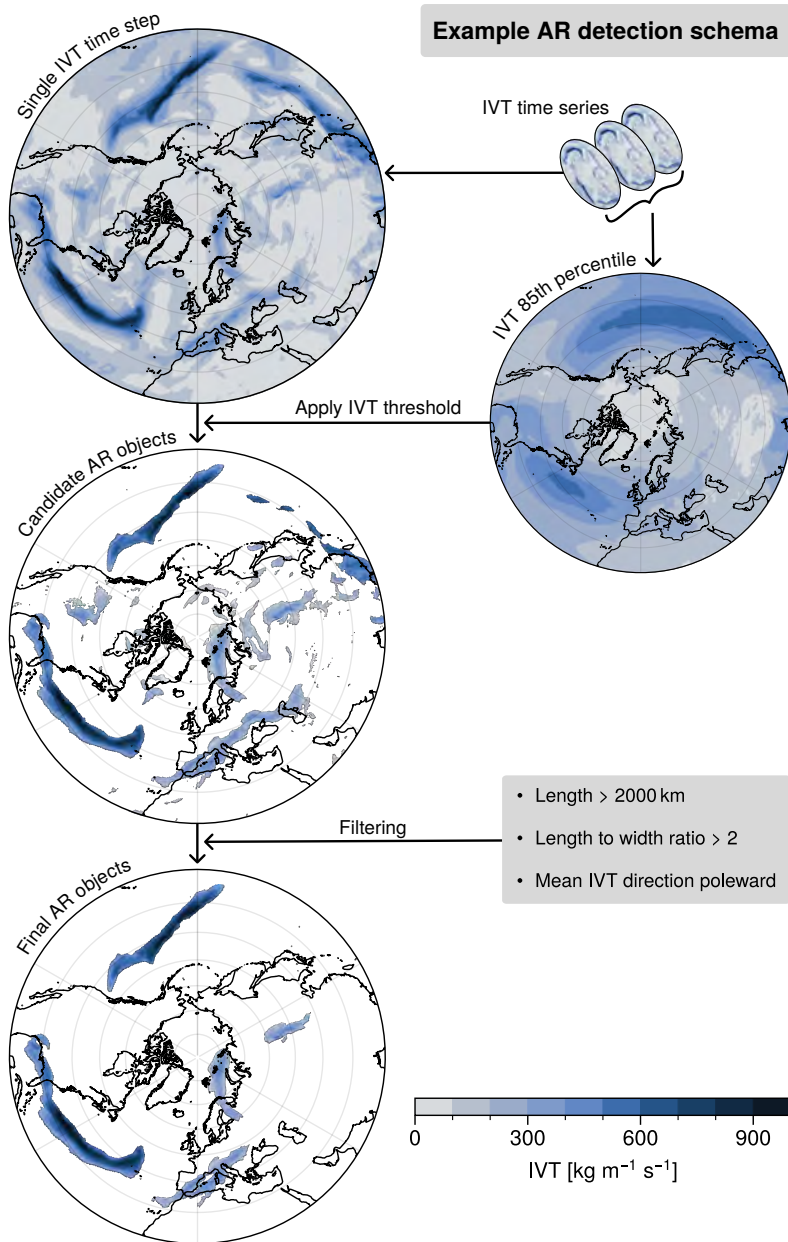 Example AR detection schema
Single IVT time step
IVT time series
IVT 85th percentile
Apply IVT threshold
Candidate AR objects
• Length > 2000 km
• Length to width ratio > 2
• Mean IVT direction poleward
Filtering
Final AR objects
0 300 600 900
IVT [kg m⁻¹ s⁻¹]